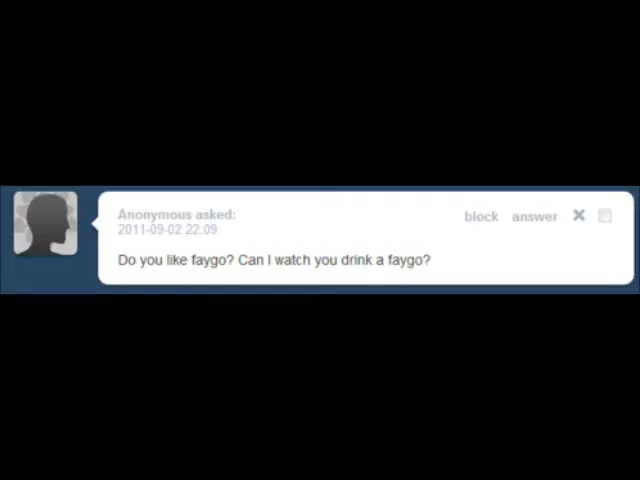 Anonymous asked:
block answer
2011-09-02 22:09
Do you like faygo? Can I watch you drink a faygo?